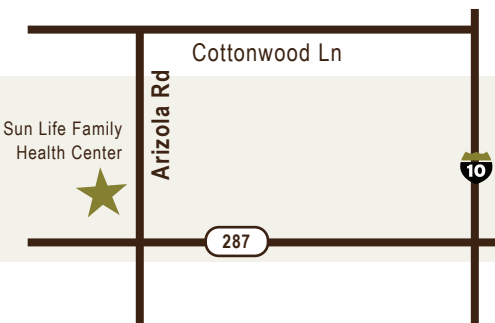 Cottonwood Ln
Arizola Rd
Sun Life Family
Health Center
10
287